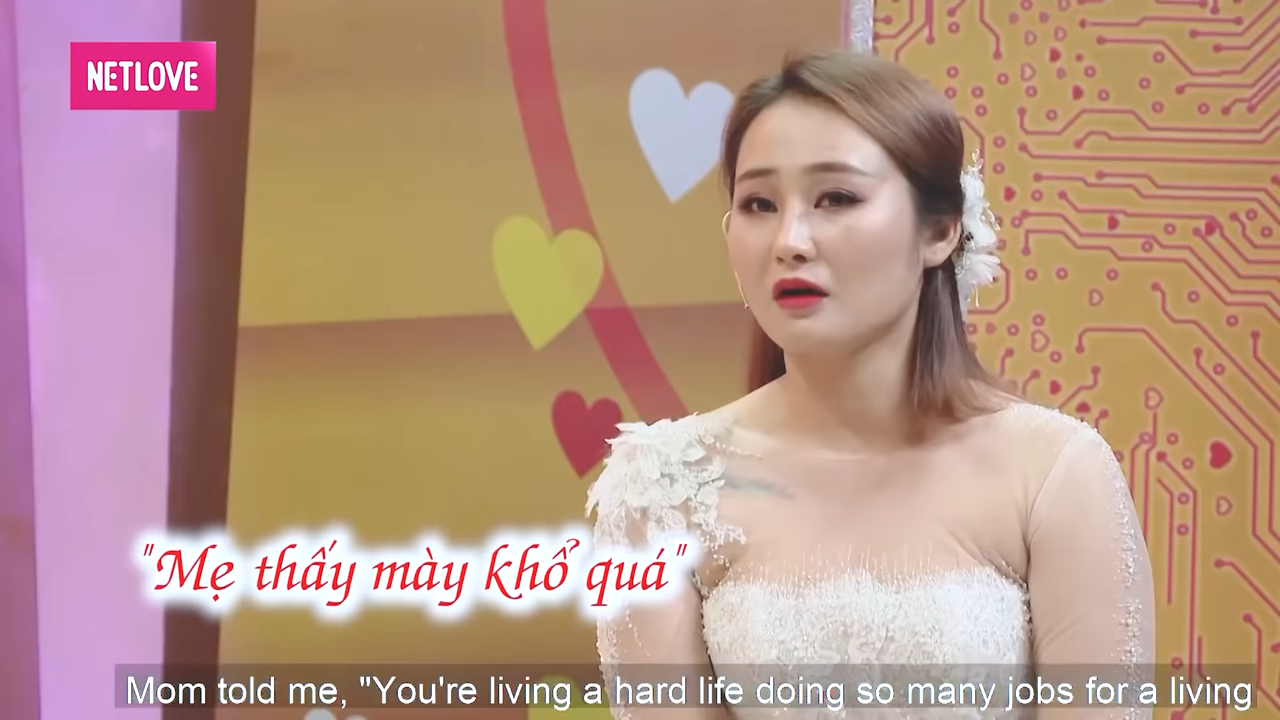 NETLOVE
"Mẹ thấy mày khổ quá"
Mom told me, "You're living a hard life doing so many jobs for a living